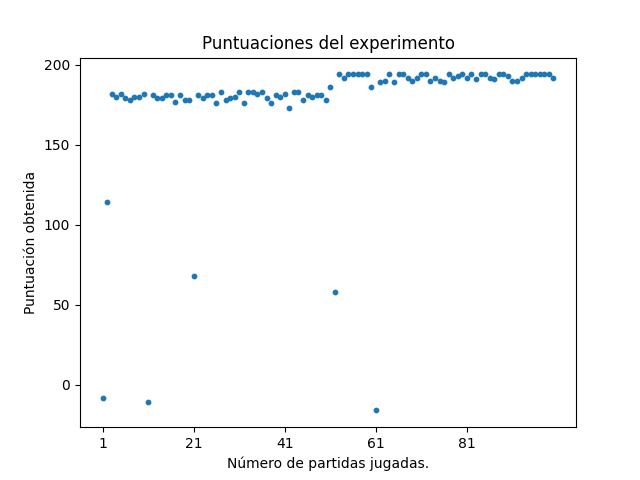 Puntuaciones del experimento
200
150
100
50
0
Puntuación obtenida
1 21 41 61 81
Número de partidas jugadas.